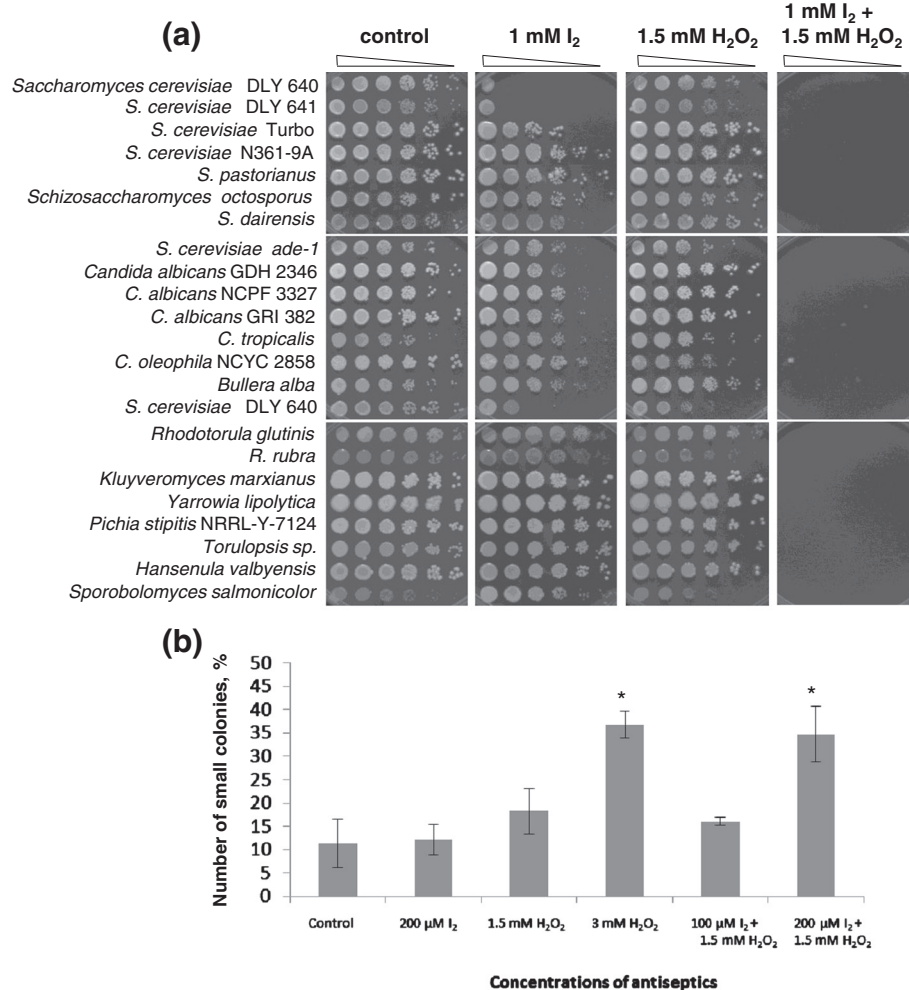 (a)
control
1 mM I₂
1.5 mM H₂O₂
1 mM I₂ +
1.5 mM H₂O₂
Saccharomyces cerevisiae DLY 640
S. cerevisiae DLY 641
S. cerevisiae Turbo
S. cerevisiae N361-9A
S. pastorianus
Schizosaccharomyces octosporus
S. dairensis
S. cerevisiae ade-1
Candida albicans GDH 2346
C. albicans NCPF 3327
C. albicans GRI 382
C. tropicalis
C. oleophila NCYC 2858
Bullera alba
S. cerevisiae DLY 640
Rhodotorula glutinis
R. rubra
Kluyveromyces marxianus
Yarrowia lipolytica
Pichia stipitis NRRL-Y-7124
Torulopsis sp.
Hansenula valbyensis
Sporobolomyces salmonicolor
(b)
Number of small colonies, %
50
45
40
35
30
25
20
15
10
5
0
*
*
Control
200 µM I₂
1.5 mM H₂O₂
3 mM H₂O₂
100 µM I₂ +
1.5 mM H₂O₂
200 µM I₂ +
1.5 mM H₂O₂
Concentrations of antiseptics